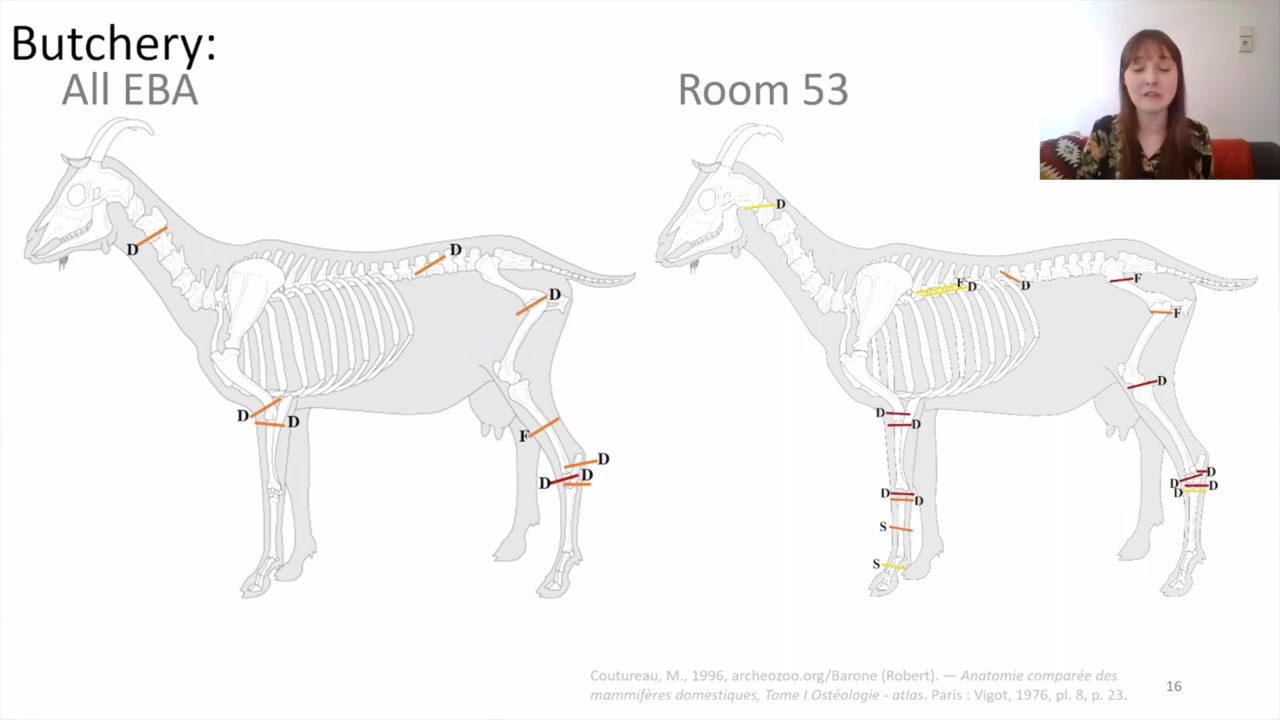 Butchery:
All EBA
Room 53
D
D
D
D
D
F
D
D
D
D
F
D
D
F
F
D
D
D
D
D
S
S
D
D
D
D
Coutureau, M., 1996, archeozoo.org/Barone (Robert). — Anatomie comparée des
mammifères domestiques, Tome I Ostéologie - atlas. Paris : Vigot, 1976, pl. 8, p. 23.
16